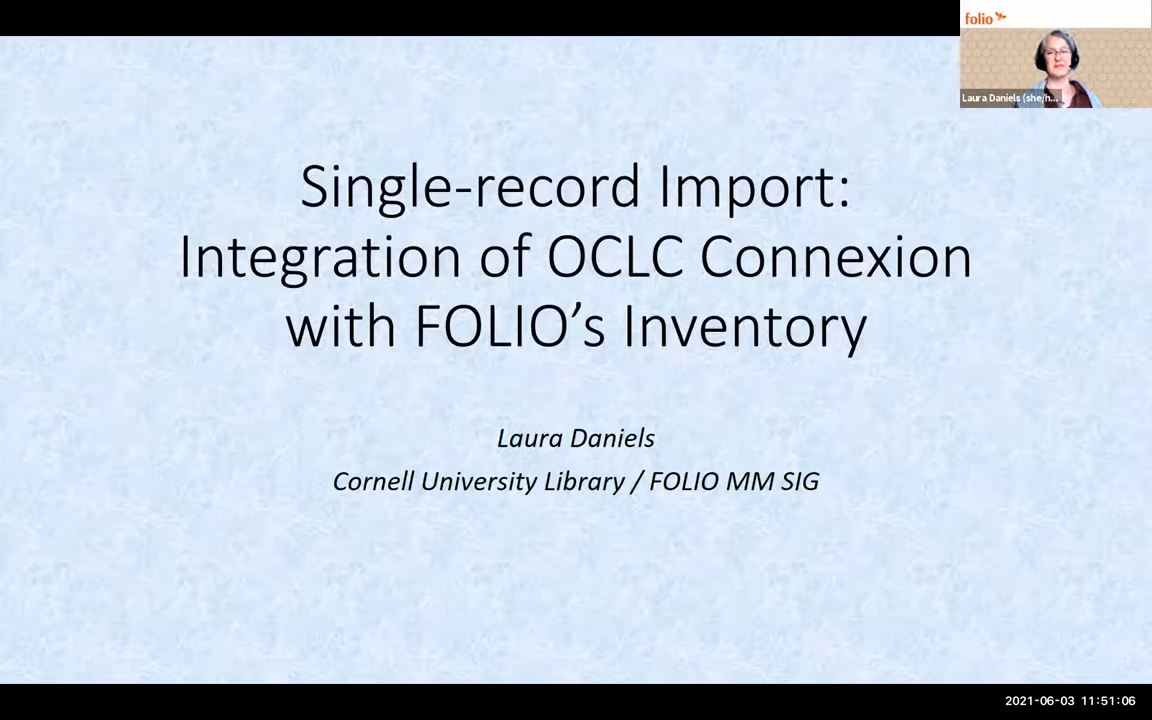 folio
Laura Daniels (she/h...
Single-record Import:
Integration of OCLC Connexion
with FOLIO’s Inventory
Laura Daniels
Cornell University Library / FOLIO MM SIG
2021-06-03 11:51:06